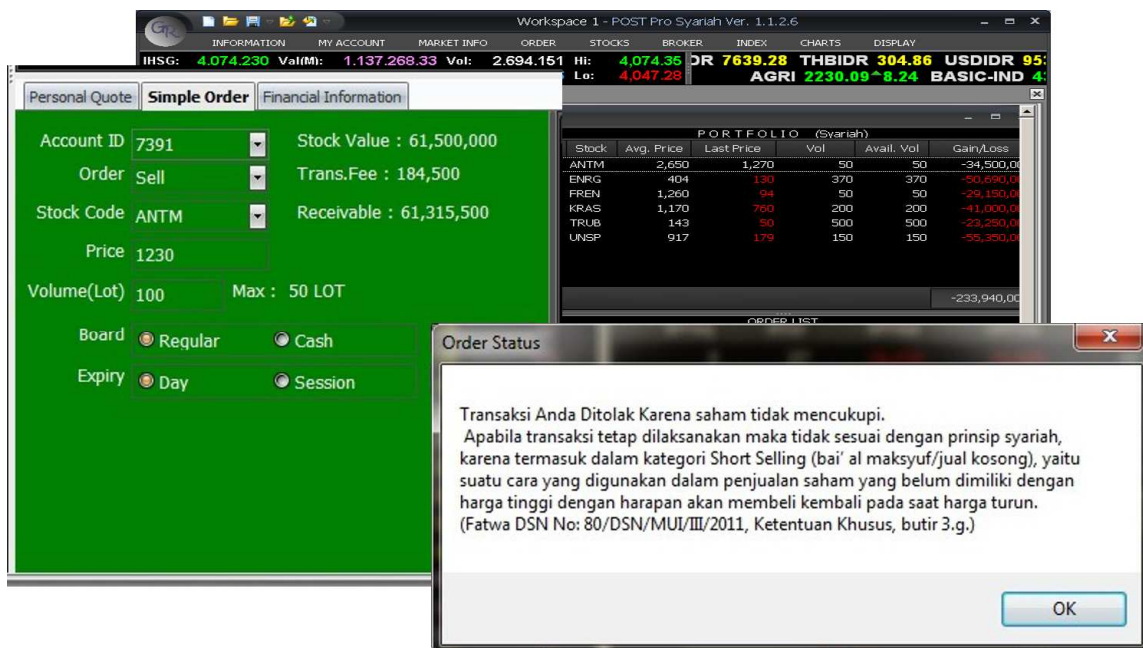 GR
Workspace 1 - POST Pro Syariah Ver. 1.1.2.6
INFORMATION MY ACCOUNT MARKET INFO ORDER STOCKS BROKER INDEX CHARTS DISPLAY
IHSG: 4.074.230 Val(M): 1.137.268.33 Vol: 2.694.151 Hi: 4,074.35 DR 7639.28 THBIDR 304.86 USDIDR 95
Lo: 4,047.28 AGRI 2230.09^8.24 BASIC-IND 4
Personal Quote Simple Order Financial Information
Account ID 7391 Stock Value : 61,500,000
Order Sell Trans.Fee : 184,500
Stock Code ANTM Receivable : 61,315,500
Price 1230
Volume(Lot) 100 Max : 50 LOT
Board Regular Cash
Expiry Day Session
PORTFOLIO (Syariah)
Stock Avg. Price Last Price Vol Avail. Vol Gain/Loss
ANTM 2,650 1,270 50 50 -34,500,00
ENRG 404 130 370 370 -50,690,0
FREN 1,260 94 50 50 -29,150,0
KRAS 1,170 760 200 200 -41,000,0
TRUB 143 50 500 500 -23,250,0
UNSP 917 179 150 150 -55,350,0
-233,940,00
ORDER LIST
Order Status
Transaksi Anda Ditolak Karena saham tidak mencukupi.
Apabila transaksi tetap dilaksanakan maka tidak sesuai dengan prinsip syariah,
karena termasuk dalam kategori Short Selling (bai' al maksyuf/jual kosong), yaitu
suatu cara yang digunakan dalam penjualan saham yang belum dimiliki dengan
harga tinggi dengan harapan akan membeli kembali pada saat harga turun.
(Fatwa DSN No: 80/DSN/MUI/III/2011, Ketentuan Khusus, butir 3.g.)
OK